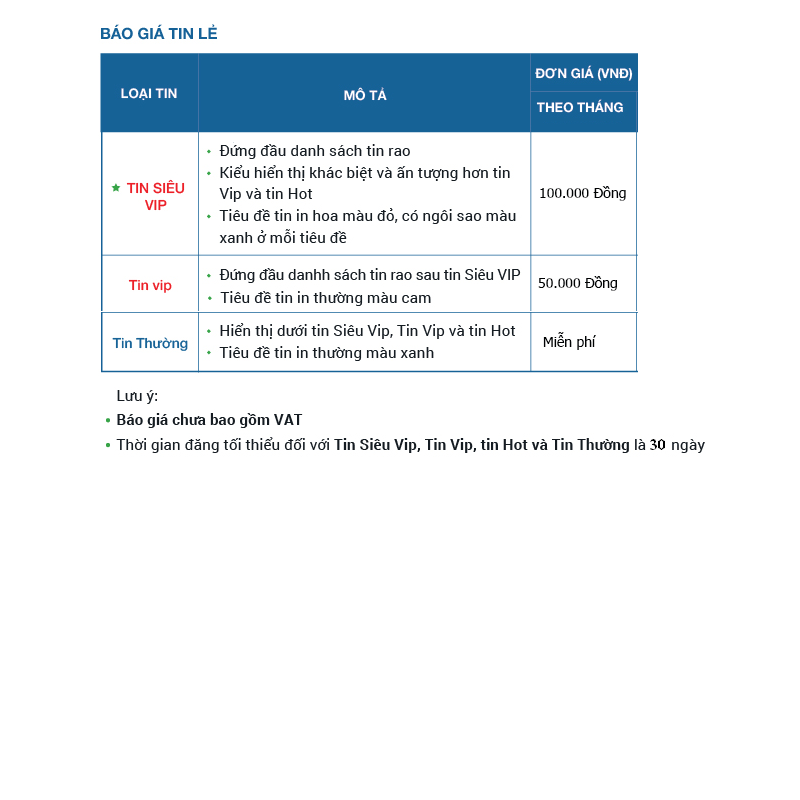 BÁO GIÁ TIN LẺ
LOẠI TIN
MÔ TẢ
ĐƠN GIÁ (VNĐ)
THEO THÁNG
TIN SIÊU
VIP
Đứng đầu danh sách tin rao
Kiểu hiển thị khác biệt và ấn tượng hơn tin
Vip và tin Hot
Tiêu đề tin in hoa màu đỏ, có ngôi sao màu
xanh ở mỗi tiêu đề
100.000 Đồng
Tin vip
Đứng đầu danhh sách tin rao sau tin Siêu VIP
Tiêu đề tin in thường màu cam
50.000 Đồng
Tin Thường
Hiển thị dưới tin Siêu Vip, Tin Vip và tin Hot
Tiêu đề tin in thường màu xanh
Miễn phí
Lưu ý:
Báo giá chưa bao gồm VAT
Thời gian đăng tối thiểu đối với Tin Siêu Vip, Tin Vip, tin Hot và Tin Thường là 30 ngày